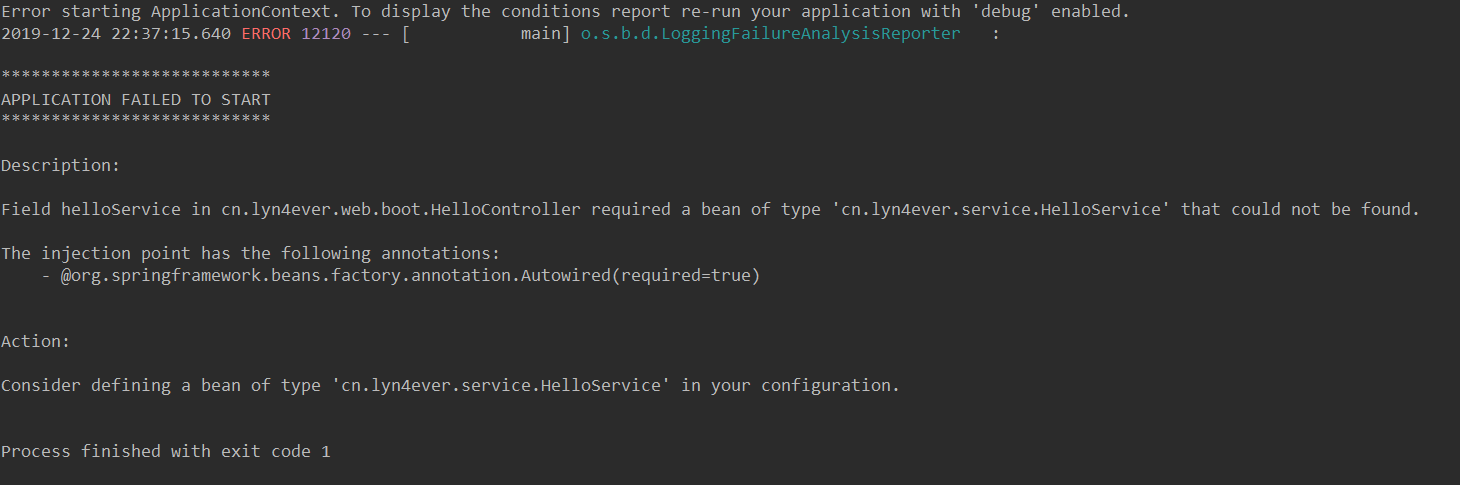 Error starting ApplicationContext. To display the conditions report re-run your application with 'debug' enabled.
2019-12-24 22:37:15.640 ERROR 12120 --- [           main] o.s.b.d.LoggingFailureAnalysisReporter   :
***************************
APPLICATION FAILED TO START
***************************
Description:
Field helloService in cn.lyn4ever.web.boot.HelloController required a bean of type 'cn.lyn4ever.service.HelloService' that could not be found.
The injection point has the following annotations:
    - @org.springframework.beans.factory.annotation.Autowired(required=true)
Action:
Consider defining a bean of type 'cn.lyn4ever.service.HelloService' in your configuration.
Process finished with exit code 1